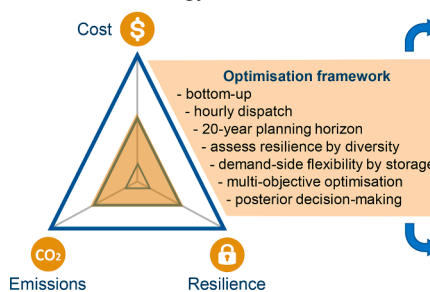 Cost
$
Optimisation framework
- bottom-up
- hourly dispatch
- 20-year planning horizon
- assess resilience by diversity
- demand-side flexibility by storage
- multi-objective optimisation
- posterior decision-making
CO₂
Emissions
Resilience